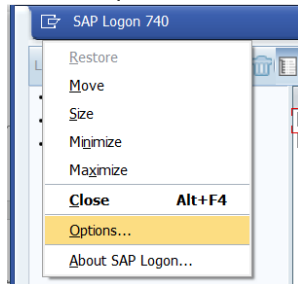 SAP Logon 740
Restore
Move
Size
Minimize
Maximize
Close Alt+F4
Options...
About SAP Logon...